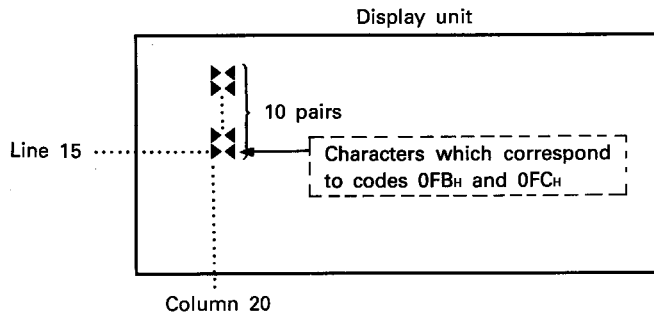 Display unit
10 pairs
Line 15
Characters which correspond
to codes 0FBH and 0FCH
Column 20